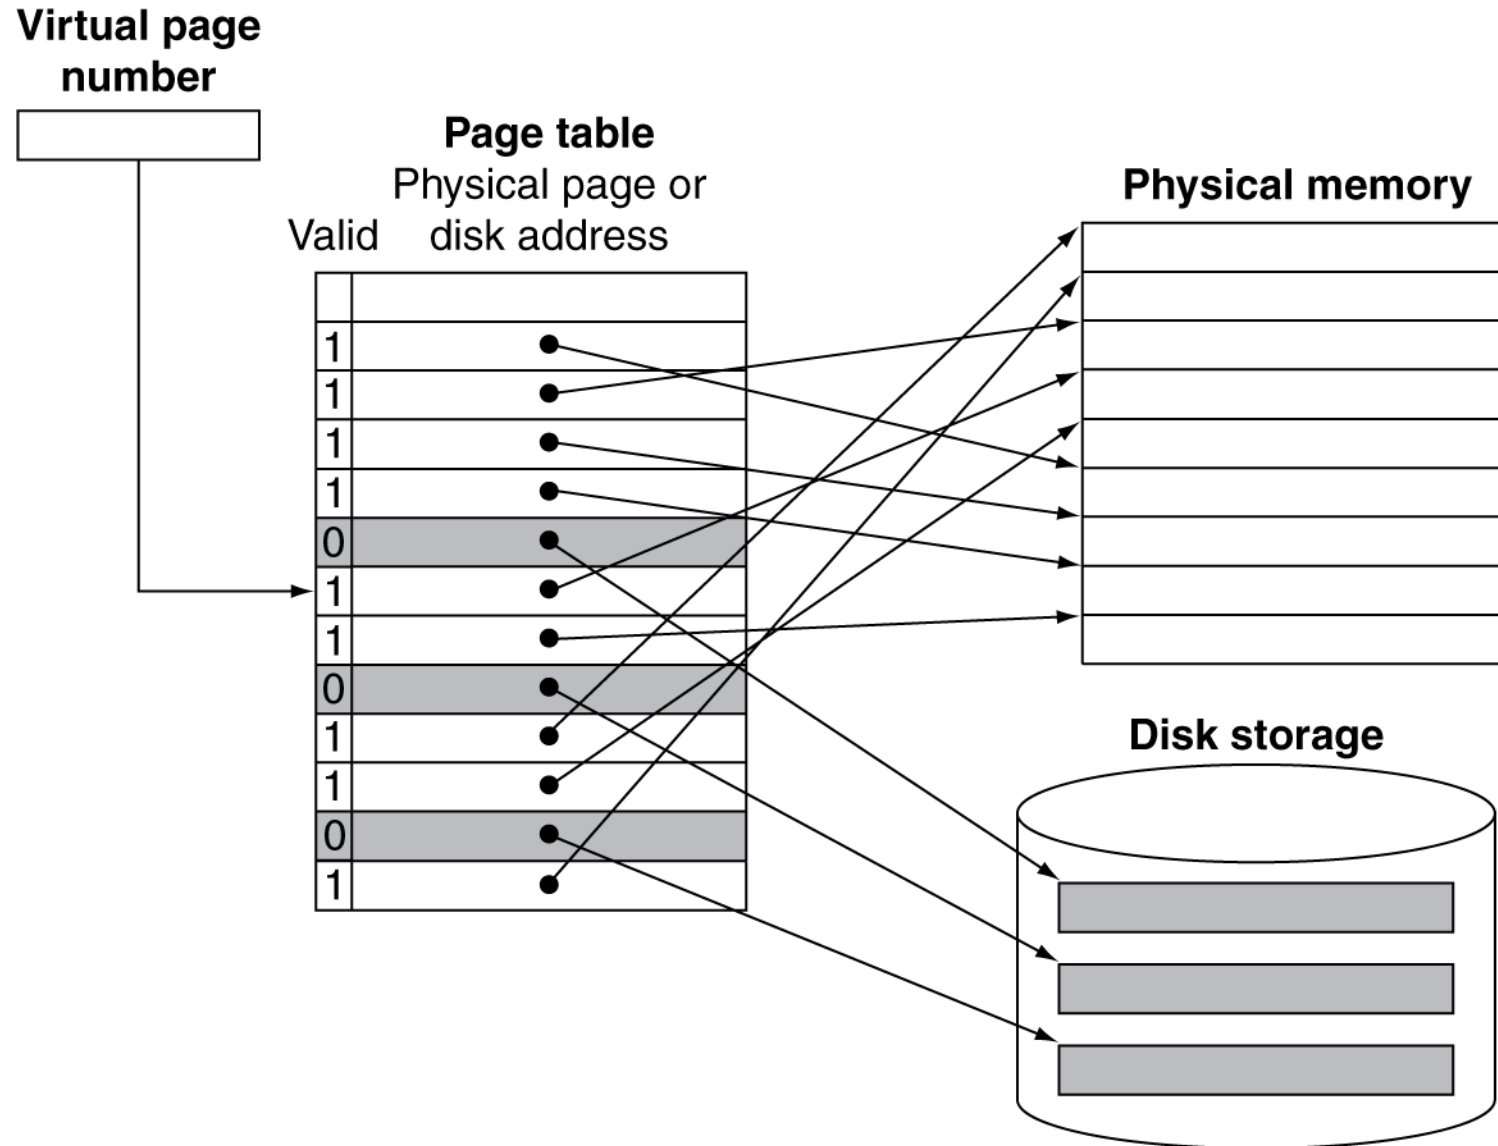 Virtual page
number
Page table
Physical page or
Valid disk address
Physical memory
1
1
1
1
0
1
1
0
1
1
0
1
Disk storage